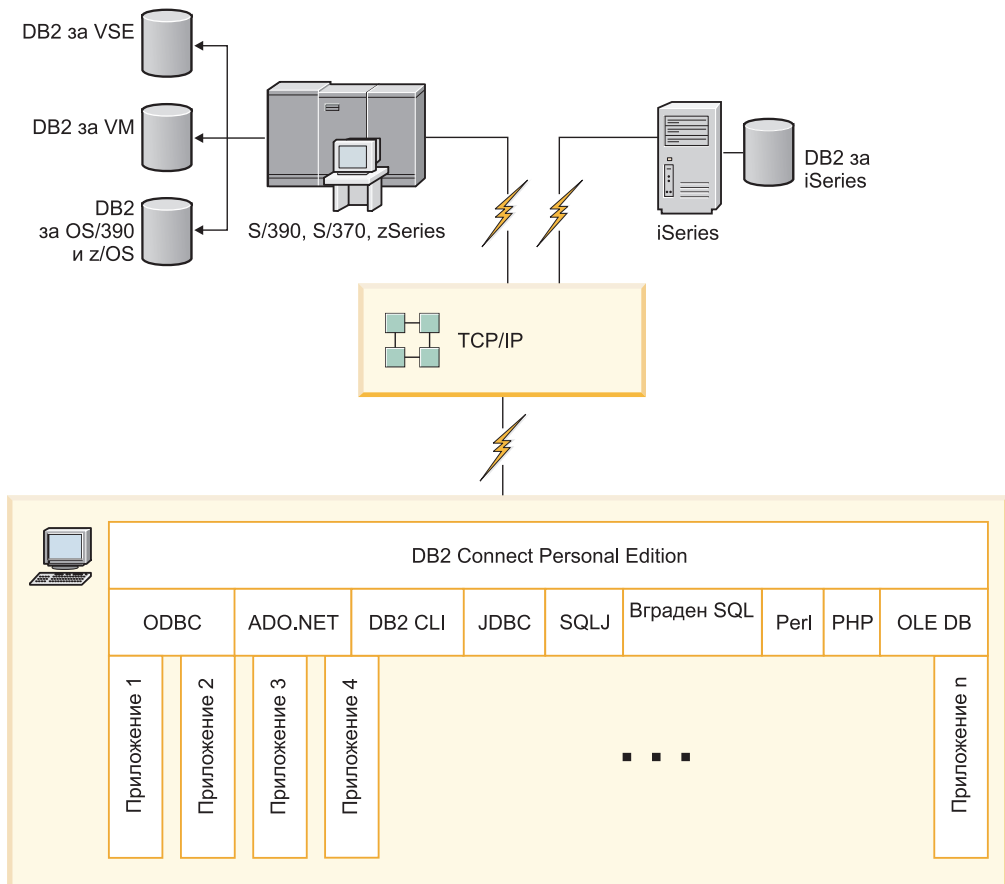 DB2 за VSE
DB2 за VM
DB2
за OS/390
и z/OS
S/390, S/370, zSeries
iSeries
DB2 за
iSeries
TCP/IP
DB2 Connect Personal Edition
ODBC
ADO.NET
DB2 CLI
JDBC
SQLJ
Вграден SQL
Perl
PHP
OLE DB
Приложение 1
Приложение 2
Приложение 3
Приложение 4
. . .
Приложение n